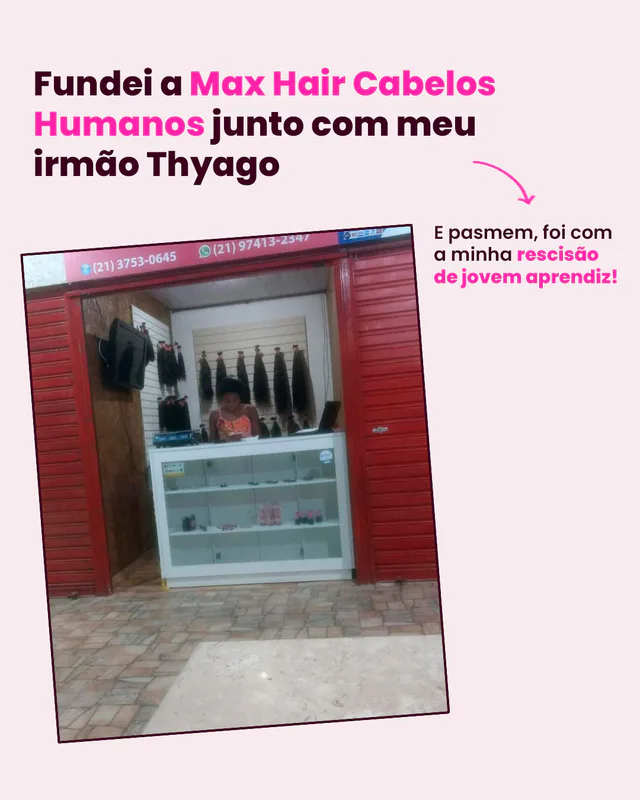 Fundei a Max Hair Cabelos
Humanos junto com meu
irmão Thyago
E pasmem, foi com
a minha rescisão
de jovem aprendiz!
(21) 3753-0645
(21) 97413-2347